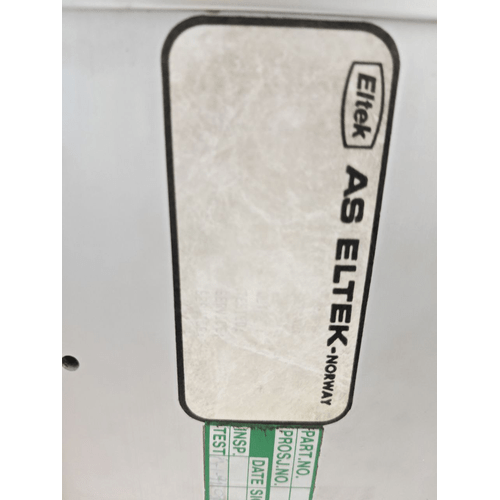 Eltek
AS ELTEK-NORWAY
PART.NO.
PROSJ.NO.
DATE
INSP.
TEST